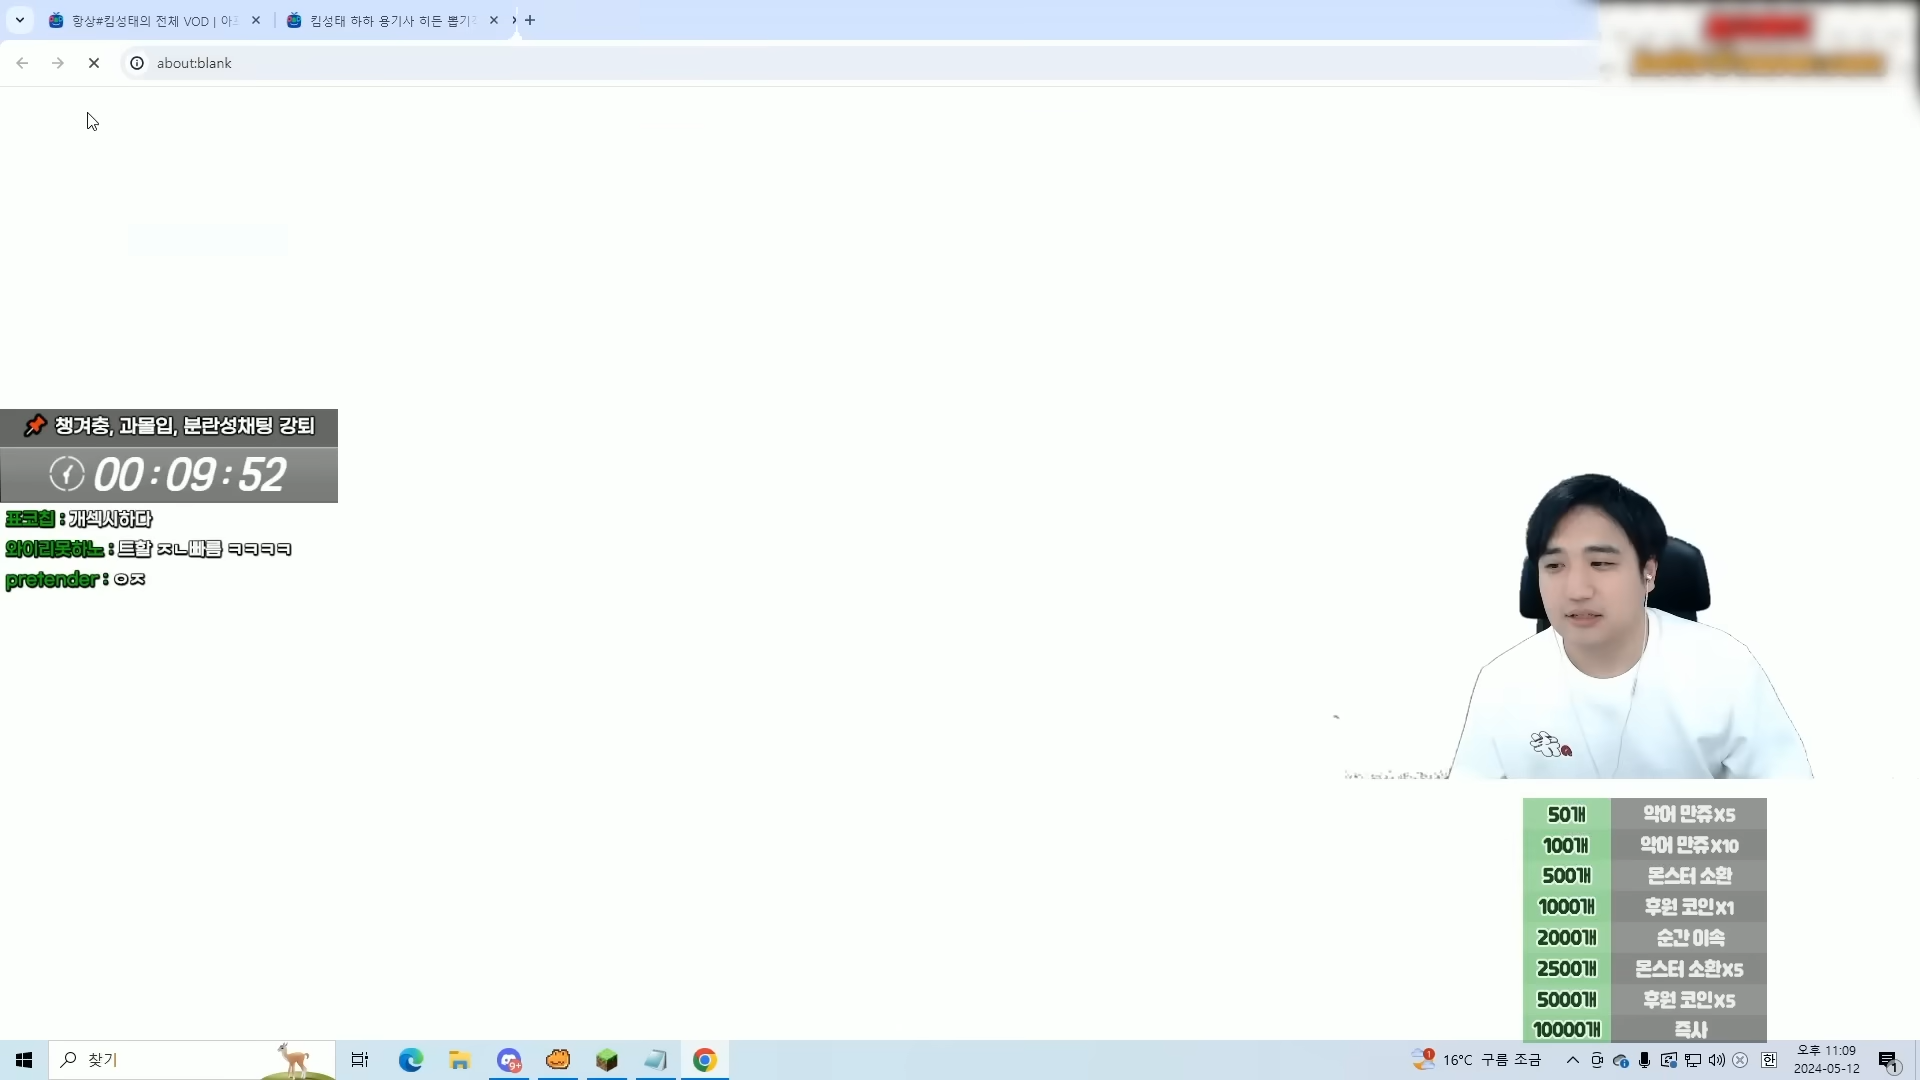 항상#킴성태의 전체 VOD | 아프
킴성태 하하 용기사 히든 뽑기
about:blank
챙겨충, 과몰입, 분란성채팅 강퇴
00:09:52
표코칩 : 개섹시하다
와이리못하노 : 트할 ㅈㄴ빠름 ㅋㅋㅋㅋ
pretender : ㅇㅈ
50개 악어 만쥬X5
100개 악어 만쥬X10
500개 몬스터 소환
1000개 후원 코인X1
2000개 순간 이속
2500개 몬스터 소환X5
5000개 후원 코인X5
10000개 즉사
찾기
9+
1
16°C 구름 조금
한
오후 11:09
2024-05-12
1